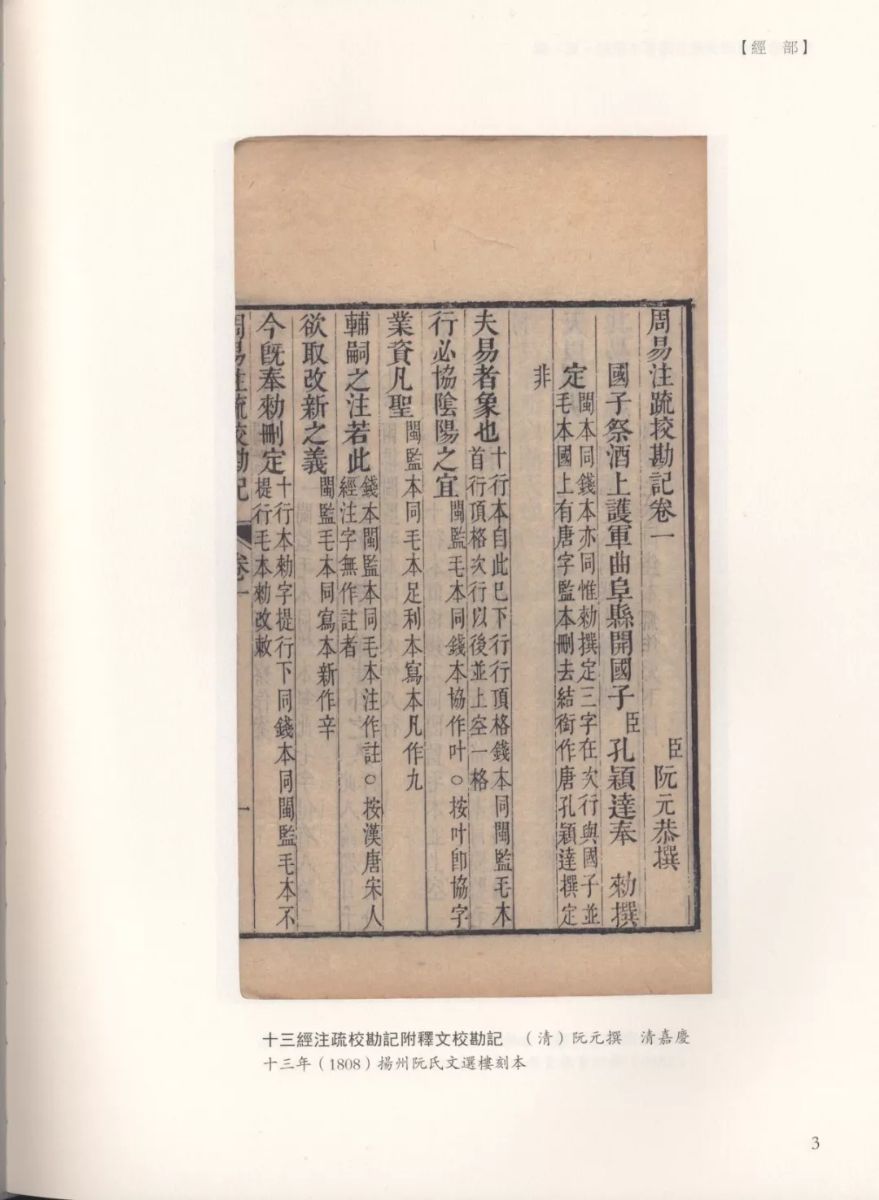 【經 部】
周易注疏挍勘記卷一
臣阮元恭撰
國子祭酒上護軍曲阜縣開國子臣孔穎達奉 勑撰
定閩本同錢本亦同惟勑撰定三字在次行與國子並
毛本國上有唐字監本刪去結銜作唐孔穎達撰定
非
夫易者象也十行本自此已下行行頂格錢本同閩監毛本
首行頂格次行以後並上空一格
行必協陰陽之宜閩監毛本同錢本協作叶○按叶卽協字
業資凡聖閩監本同毛本足利本寫本凡作九
輔嗣之注若此錢本閩監本同毛本注作註○按漢唐宋人
經注字無作註者
欲取改新之義閩監毛本同寫本新作辛
今旣奉勑刪定十行本勑字提行下同錢本同閩監毛本不
提行毛本勑改敕
周易注疏挍勘記 卷一 一
十三經注疏校勘記附釋文校勘記 （清）阮元撰 清嘉慶
十三年（1808）揚州阮氏文選樓刻本
3